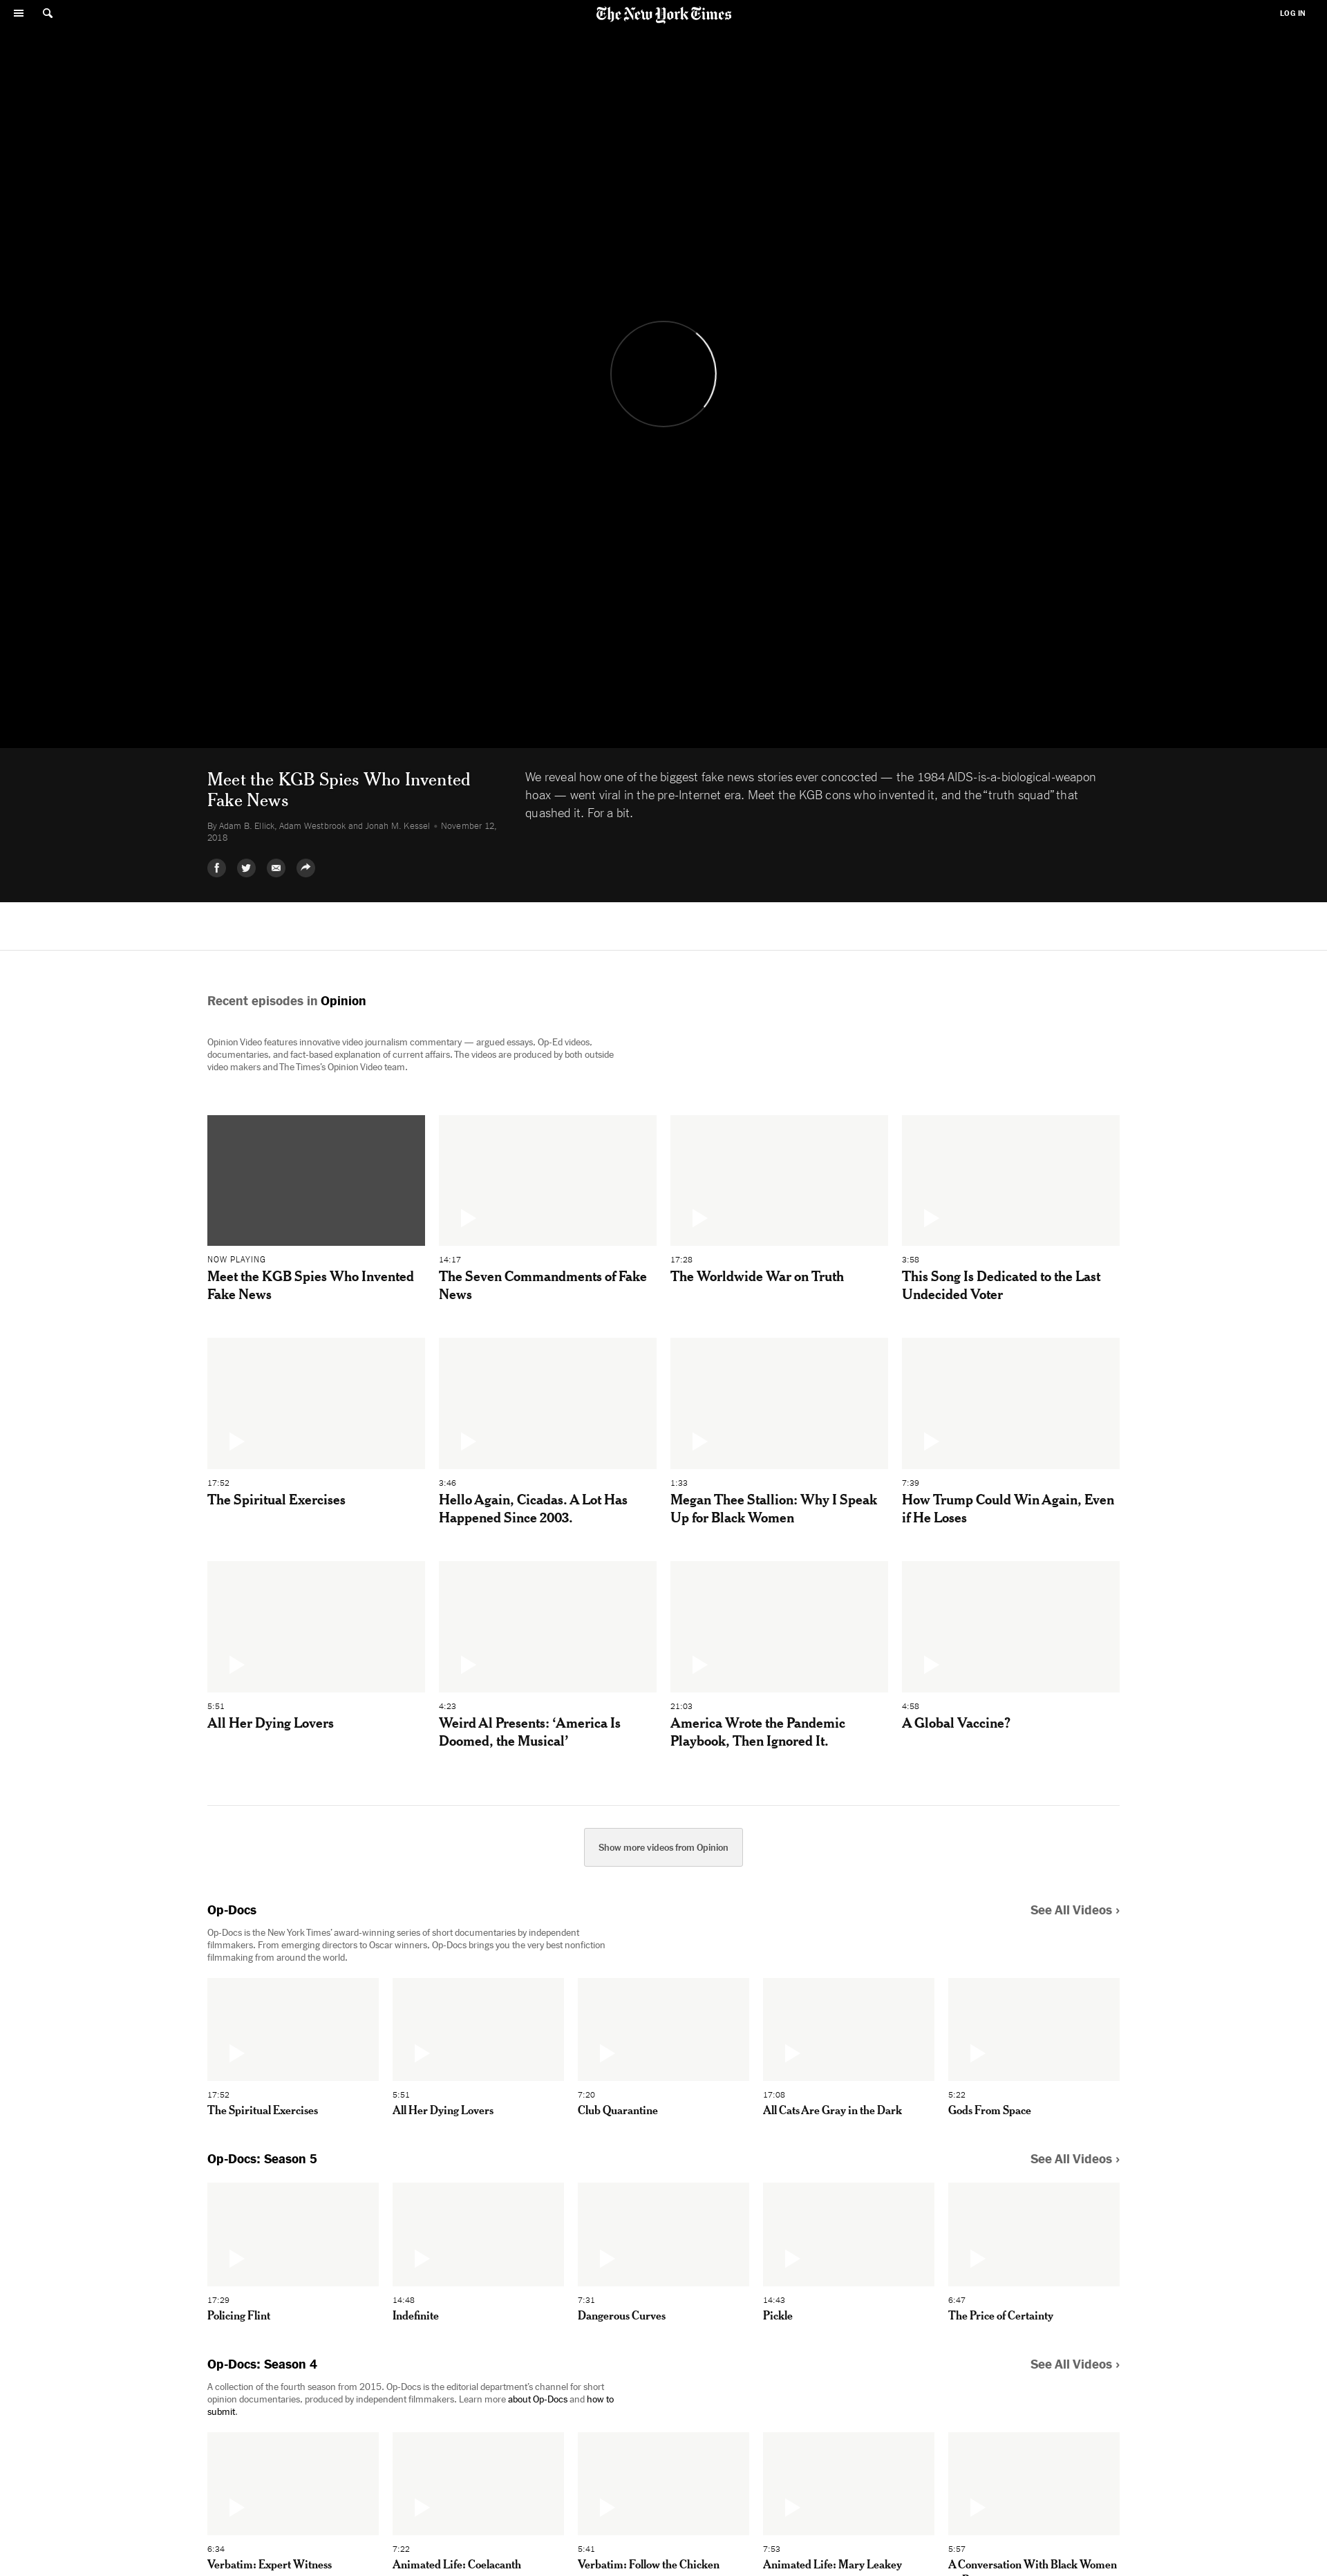 The New York Times
LOG IN
Meet the KGB Spies Who Invented
Fake News
By Adam B. Ellick, Adam Westbrook and Jonah M. Kessel • November 12,
2018
We reveal how one of the biggest fake news stories ever concocted — the 1984 AIDS-is-a-biological-weapon
hoax — went viral in the pre-Internet era. Meet the KGB cons who invented it, and the “truth squad” that
quashed it. For a bit.
Recent episodes in Opinion
Opinion Video features innovative video journalism commentary — argued essays, Op-Ed videos,
documentaries, and fact-based explanation of current affairs. The videos are produced by both outside
video makers and The Times’s Opinion Video team.
NOW PLAYING
Meet the KGB Spies Who Invented
Fake News
14:17
The Seven Commandments of Fake
News
17:28
The Worldwide War on Truth
3:58
This Song Is Dedicated to the Last
Undecided Voter
17:52
The Spiritual Exercises
3:46
Hello Again, Cicadas. A Lot Has
Happened Since 2003.
1:33
Megan Thee Stallion: Why I Speak
Up for Black Women
7:39
How Trump Could Win Again, Even
if He Loses
5:51
All Her Dying Lovers
4:23
Weird Al Presents: ‘America Is
Doomed, the Musical’
21:03
America Wrote the Pandemic
Playbook, Then Ignored It.
4:58
A Global Vaccine?
Show more videos from Opinion
Op-Docs
See All Videos ›
Op-Docs is the New York Times’ award-winning series of short documentaries by independent
filmmakers. From emerging directors to Oscar winners, Op-Docs brings you the very best nonfiction
filmmaking from around the world.
17:52
The Spiritual Exercises
5:51
All Her Dying Lovers
7:20
Club Quarantine
17:08
All Cats Are Gray in the Dark
5:22
Gods From Space
Op-Docs: Season 5
See All Videos ›
17:29
Policing Flint
14:48
Indefinite
7:31
Dangerous Curves
14:43
Pickle
6:47
The Price of Certainty
Op-Docs: Season 4
See All Videos ›
A collection of the fourth season from 2015. Op-Docs is the editorial department’s channel for short
opinion documentaries, produced by independent filmmakers. Learn more about Op-Docs and how to
submit.
6:34
Verbatim: Expert Witness
7:22
Animated Life: Coelacanth
5:41
Verbatim: Follow the Chicken
7:53
Animated Life: Mary Leakey
5:57
A Conversation With Black Women